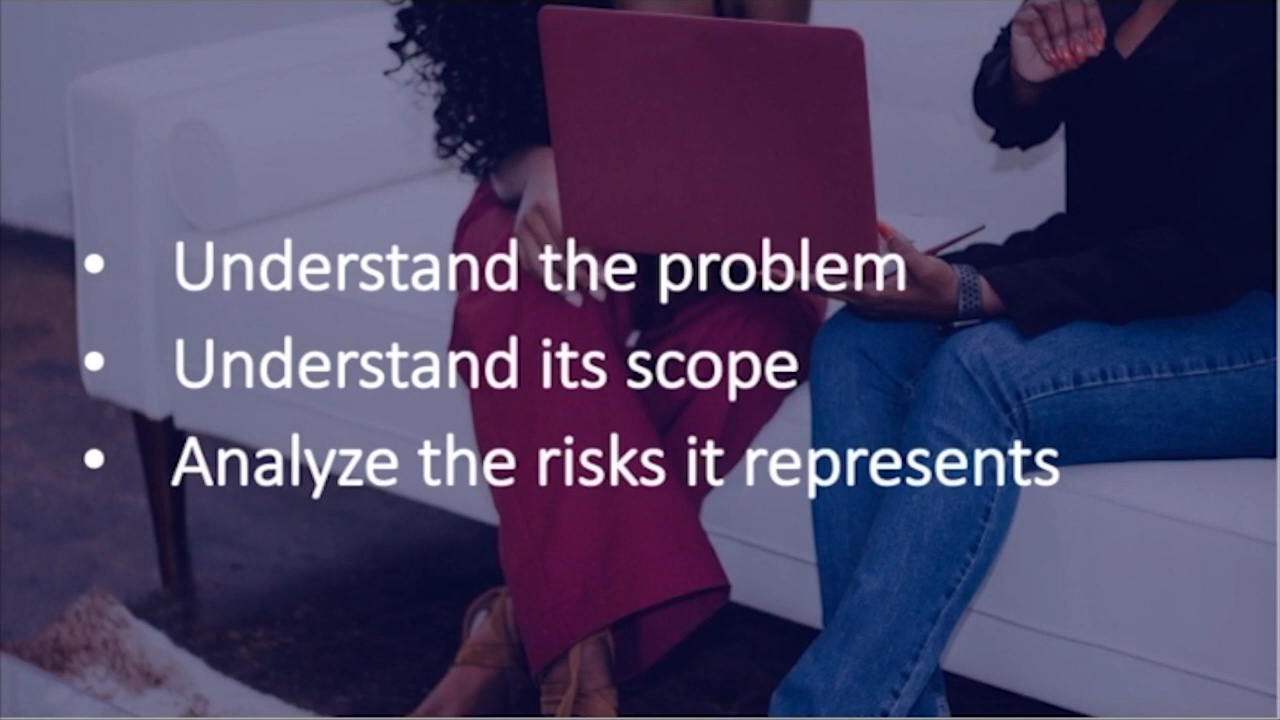 • Understand the problem
• Understand its scope
• Analyze the risks it represents